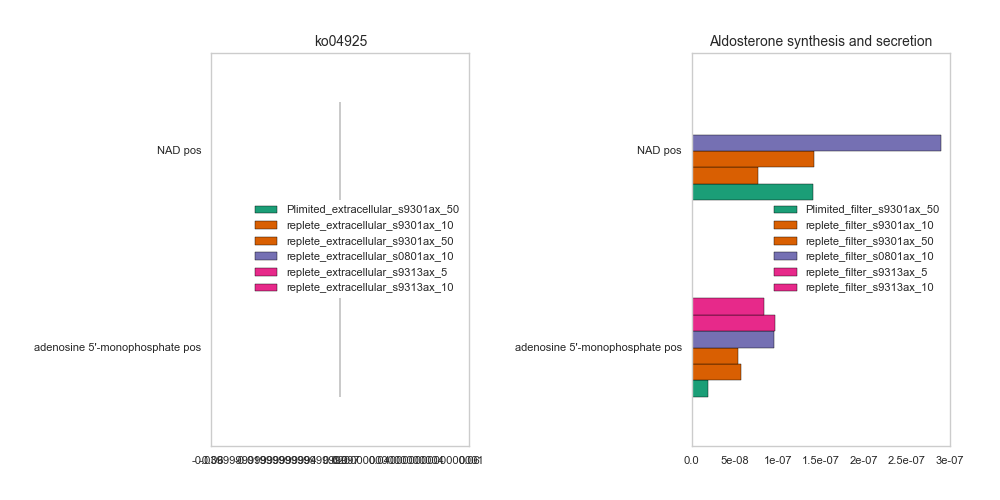 ko04925
NAD pos
adenosine 5'-monophosphate pos
Plimited_extracellular_s9301ax_50
replete_extracellular_s9301ax_10
replete_extracellular_s9301ax_50
replete_extracellular_s0801ax_10
replete_extracellular_s9313ax_5
replete_extracellular_s9313ax_10
Aldosterone synthesis and secretion
NAD pos
adenosine 5'-monophosphate pos
Plimited_filter_s9301ax_50
replete_filter_s9301ax_10
replete_filter_s9301ax_50
replete_filter_s0801ax_10
replete_filter_s9313ax_5
replete_filter_s9313ax_10
0.0 5e-08 1e-07 1.5e-07 2e-07 2.5e-07 3e-07